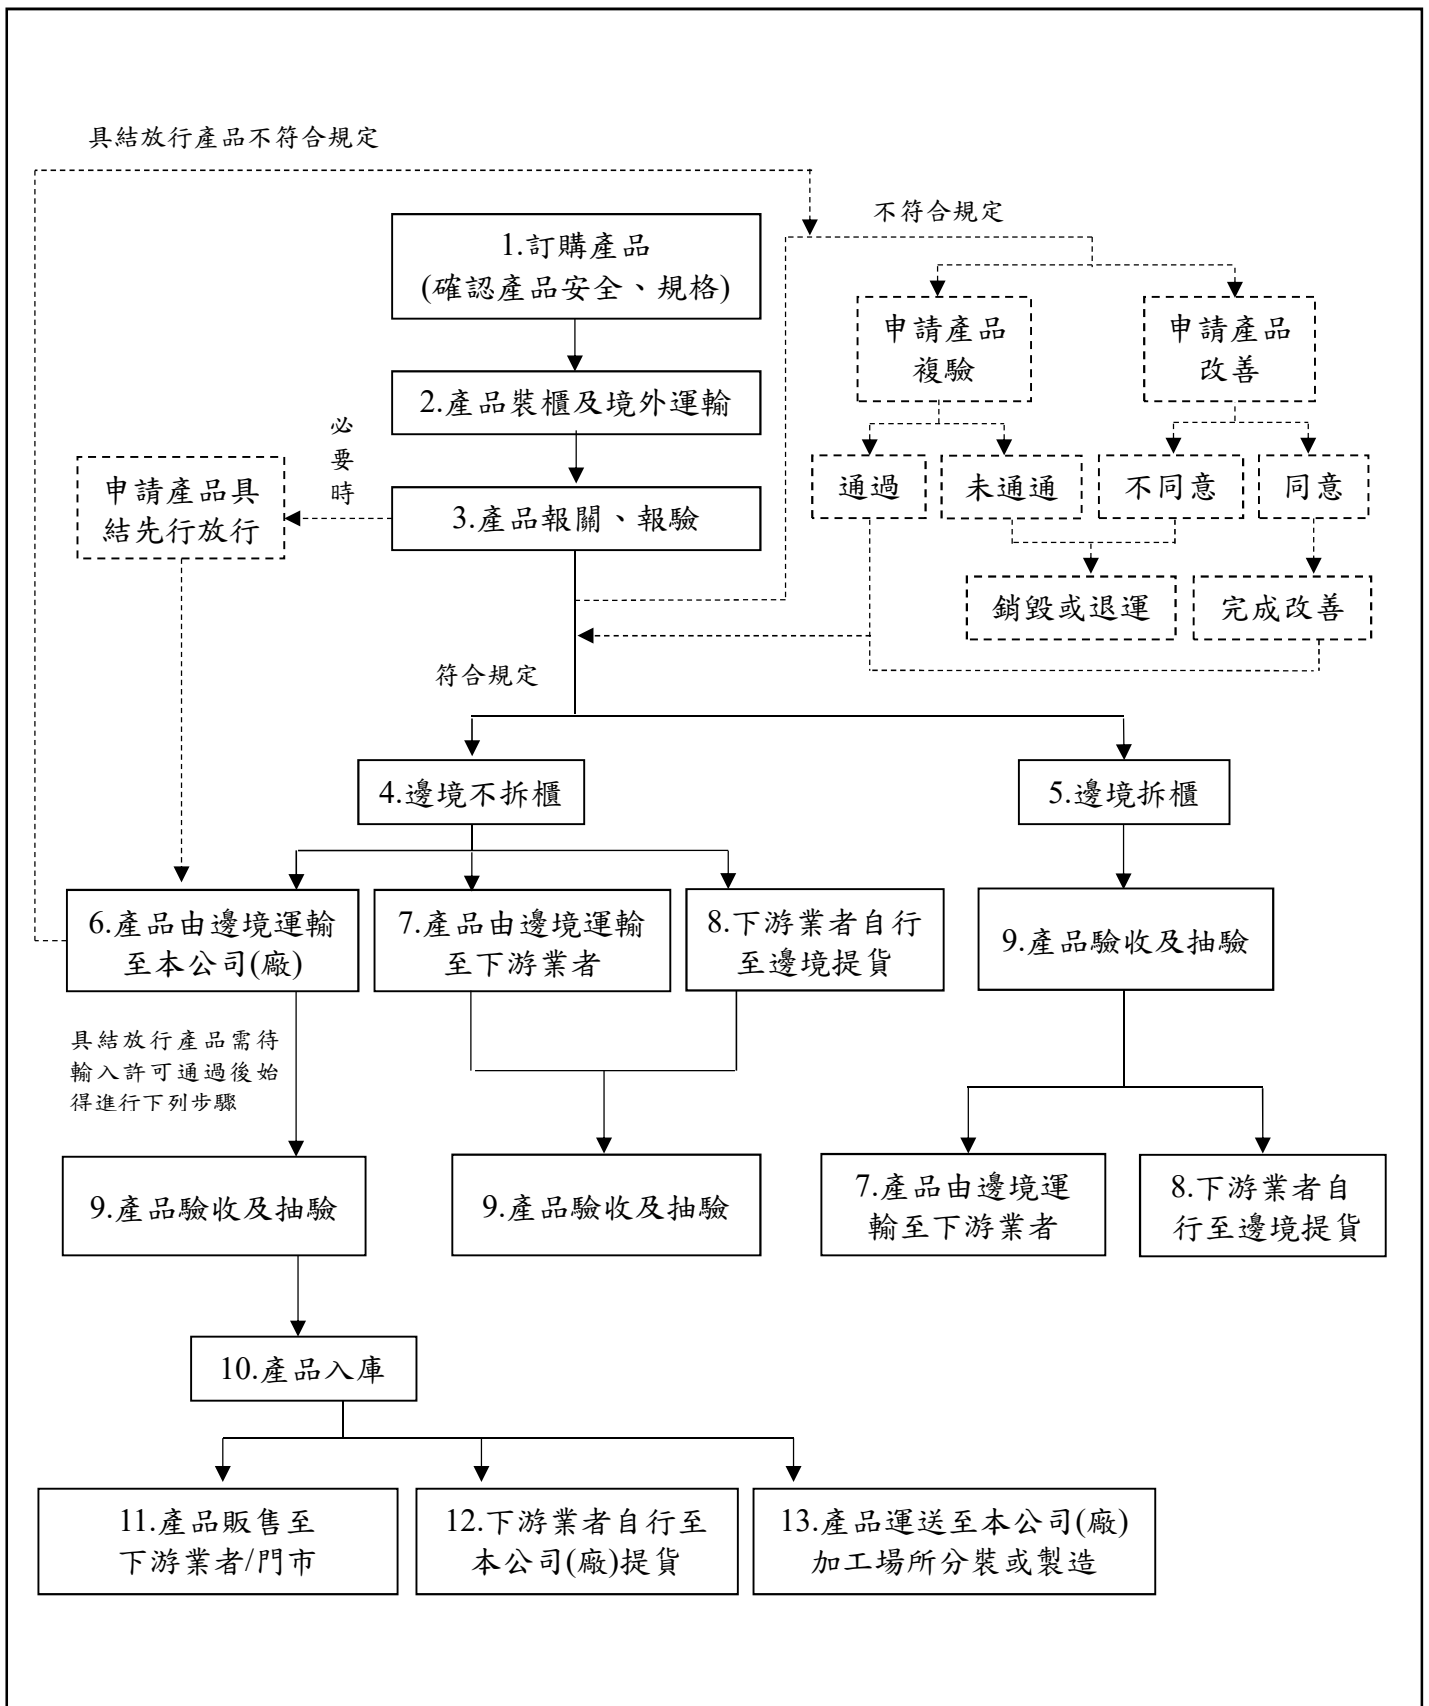 具結放行產品不符合規定
不符合規定
1.訂購產品
(確認產品安全、規格)
申請產品
複驗
申請產品
改善
2.產品裝櫃及境外運輸
必
要
時
通過
未通通
不同意
同意
申請產品具
結先行放行
3.產品報關、報驗
銷毀或退運
完成改善
符合規定
4.邊境不拆櫃
5.邊境拆櫃
6.產品由邊境運輸
至本公司(廠)
7.產品由邊境運輸
至下游業者
8.下游業者自行
至邊境提貨
9.產品驗收及抽驗
具結放行產品需待
輸入許可通過後始
得進行下列步驟
9.產品驗收及抽驗
9.產品驗收及抽驗
7.產品由邊境運
輸至下游業者
8.下游業者自
行至邊境提貨
10.產品入庫
11.產品販售至
下游業者/門市
12.下游業者自行至
本公司(廠)提貨
13.產品運送至本公司(廠)
加工場所分裝或製造